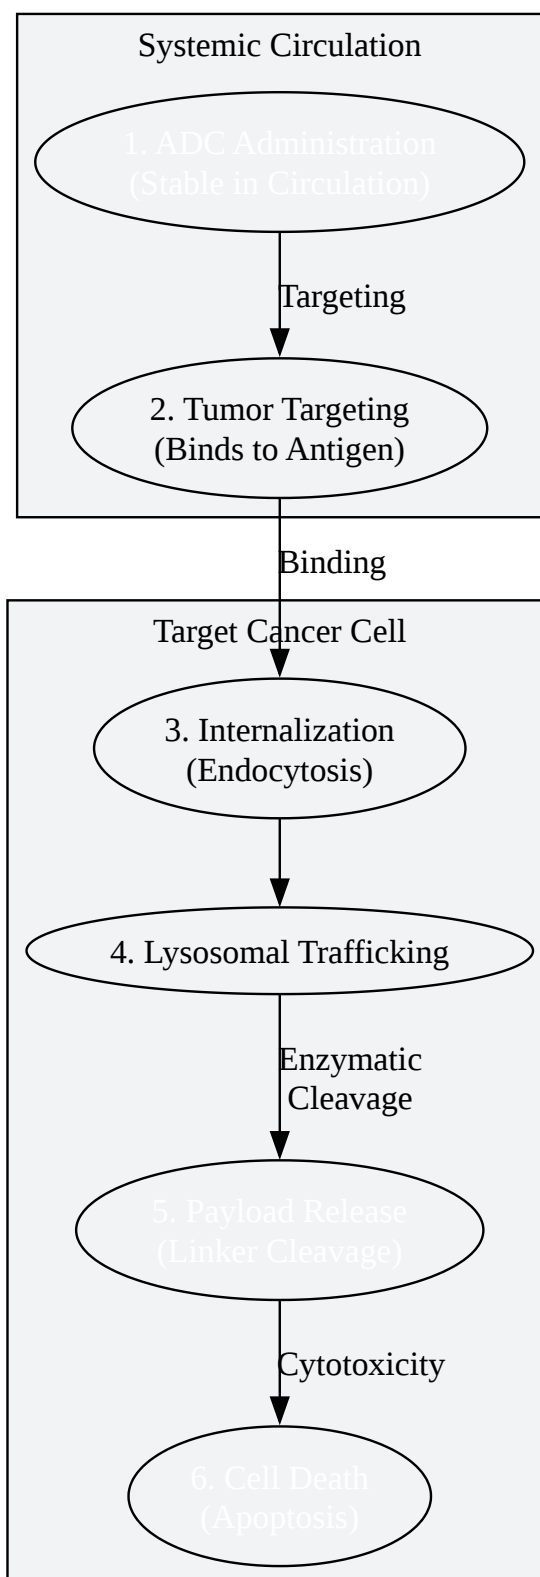 Systemic Circulation
1. ADC Administration
(Stable in Circulation)
Targeting
2. Tumor Targeting
(Binds to Antigen)
Binding
Target Cancer Cell
3. Internalization
(Endocytosis)
4. Lysosomal Trafficking
Enzymatic
Cleavage
5. Payload Release
(Linker Cleavage)
Cytotoxicity
6. Cell Death
(Apoptosis)